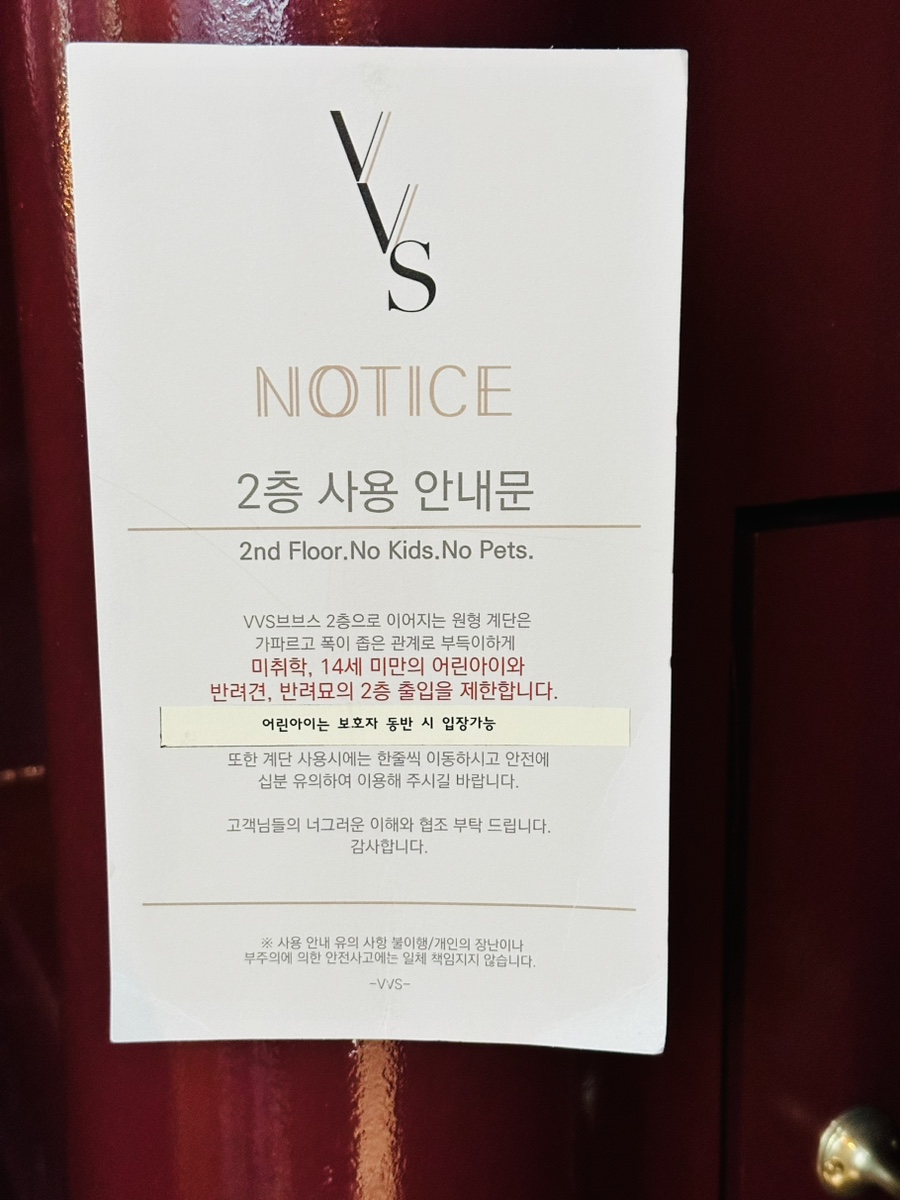 VVS
NOTICE
2층 사용 안내문
2nd Floor.No Kids.No Pets.
VVS브브스 2층으로 이어지는 원형 계단은
가파르고 폭이 좁은 관계로 부득이하게
미취학, 14세 미만의 어린아이와
반려견, 반려묘의 2층 출입을 제한합니다.
어린아이는 보호자 동반 시 입장가능
또한 계단 사용시에는 한줄씩 이동하시고 안전에
십분 유의하여 이용해 주시길 바랍니다.
고객님들의 너그러운 이해와 협조 부탁 드립니다.
감사합니다.
※ 사용 안내 유의 사항 불이행/개인의 장난이나
부주의에 의한 안전사고에는 일체 책임지지 않습니다.
-VVS-